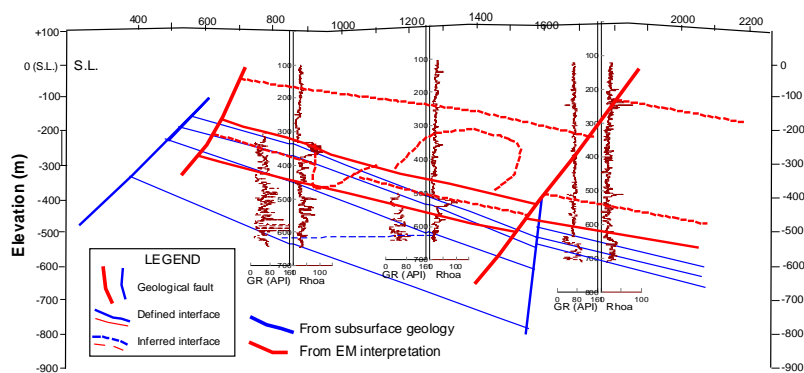 200 400 600 800 1000 1200 1400 1600 1800 2000 2200
+100
0 (S.L.)
-100
-200
-300
-400
-500
-600
-700
-800
-900
Elevation (m)
S.L.
0
-100
-200
-300
-400
-500
-600
-700
-800
-900
100
200
300
400
500
600
700
0 80 160
100
GR (API)
Rhoa
100
200
300
400
500
600
700
0 80 160
100
GR (API)
Rhoa
100
200
300
400
500
600
700
800
0 80 160
100
GR (API)
Rhoa
LEGEND
Geological fault
Defined interface
Inferred interface
From subsurface geology
From EM interpretation